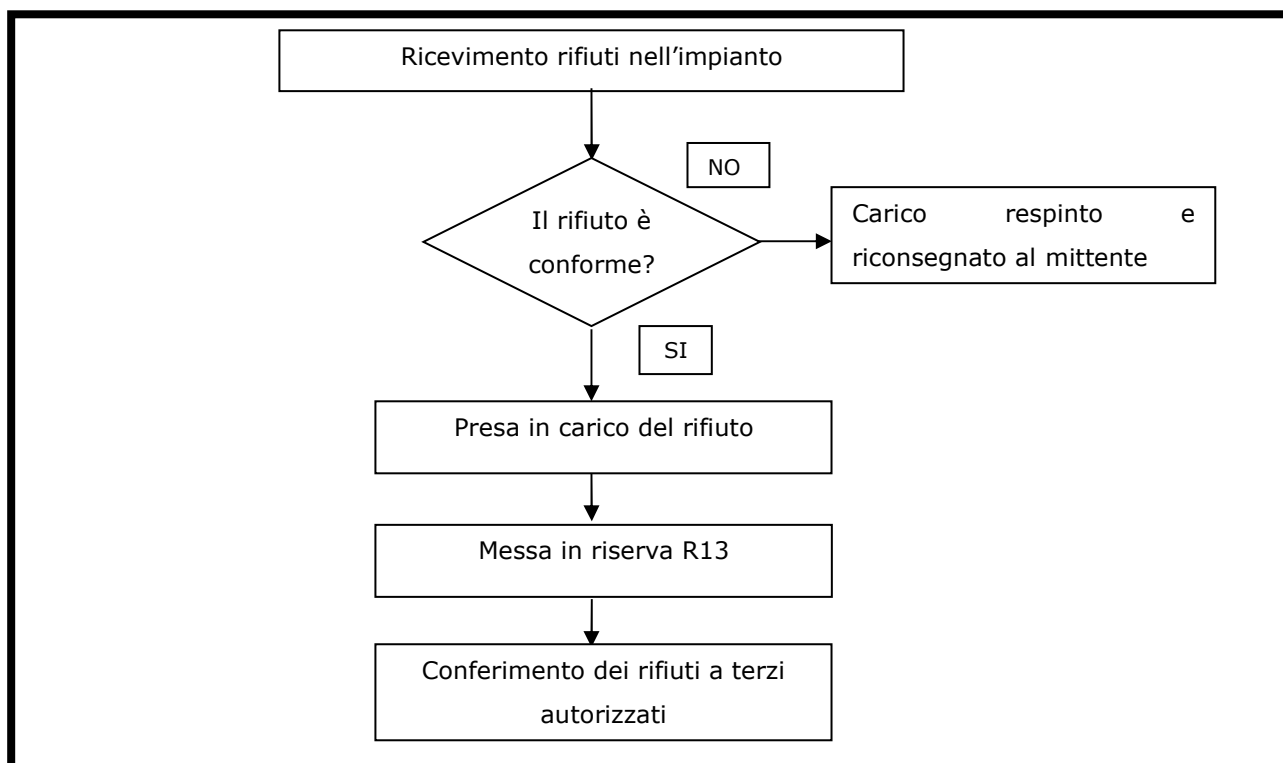 Ricevimento rifiuti nell’impianto
NO
Il rifiuto è
conforme?
Carico respinto e
riconsegnato al mittente
SI
Presa in carico del rifiuto
Messa in riserva R13
Conferimento dei rifiuti a terzi
autorizzati